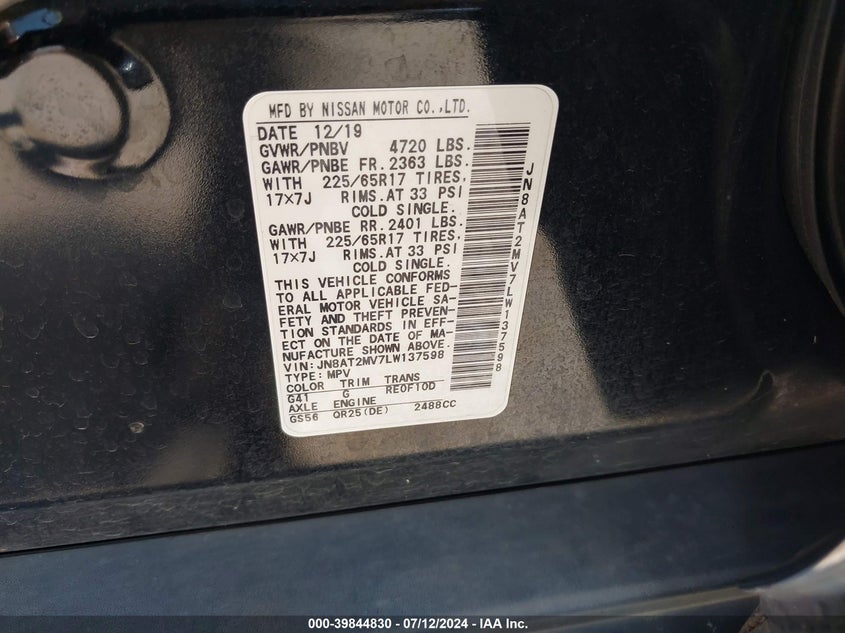 MFD BY NISSAN MOTOR CO.,LTD.
DATE 12/19
GVWR/PNBV 4720 LBS.
GAWR/PNBE FR. 2363 LBS.
WITH 225/65R17 TIRES,
17×7J RIMS.AT 33 PSI
COLD SINGLE.
GAWR/PNBE RR. 2401 LBS.
WITH 225/65R17 TIRES,
17×7J RIMS.AT 33 PSI
COLD SINGLE.
THIS VEHICLE CONFORMS
TO ALL APPLICABLE FED-
ERAL MOTOR VEHICLE SA-
FETY AND THEFT PREVEN-
TION STANDARDS IN EFF-
ECT ON THE DATE OF MA-
NUFACTURE SHOWN ABOVE.
VIN:JN8AT2MV7LW137598
TYPE:MPV
COLOR TRIM TRANS
G41 G RE0F10D
AXLE ENGINE
GS56 QR25(DE) 2488CC
JN8AT2MV7LW137598
000-39844830 - 07/12/2024 - IAA Inc.